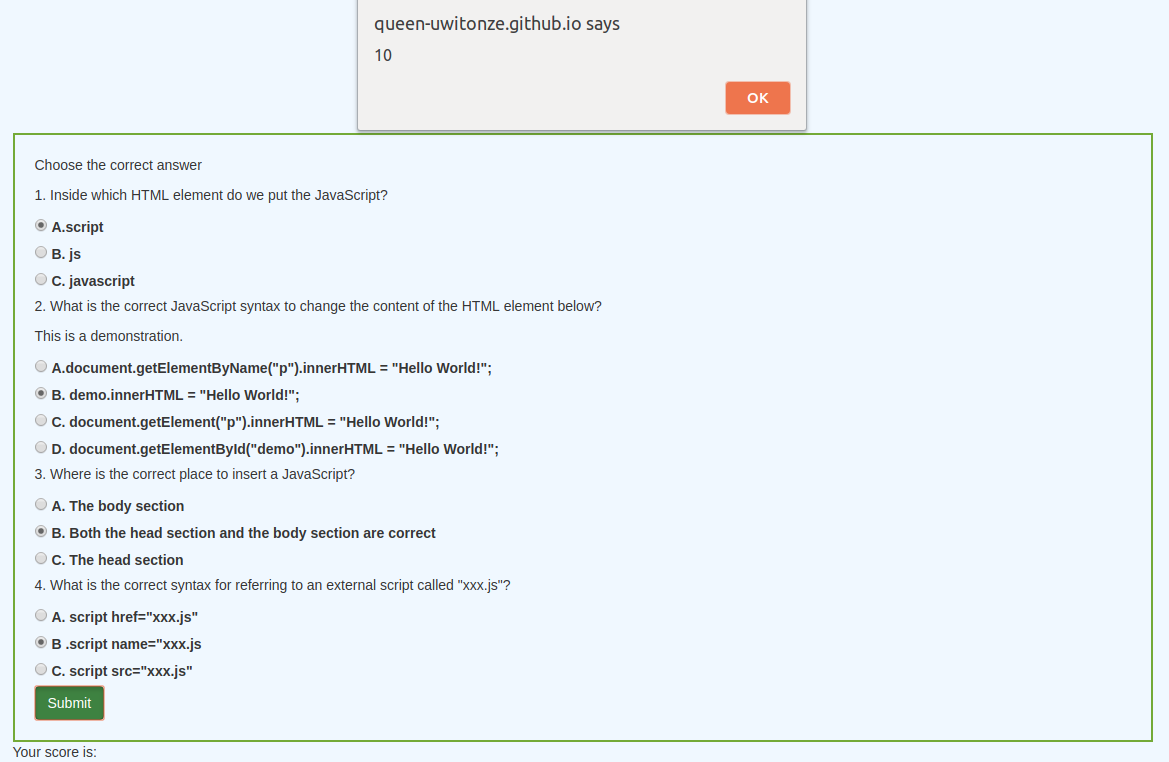 queen-uwitonze.github.io says
10
OK
Choose the correct answer
1. Inside which HTML element do we put the JavaScript?
A.script
B. js
C. javascript
2. What is the correct JavaScript syntax to change the content of the HTML element below?
This is a demonstration.
A.document.getElementByName("p").innerHTML = "Hello World!";
B. demo.innerHTML = "Hello World!";
C. document.getElement("p").innerHTML = "Hello World!";
D. document.getElementById("demo").innerHTML = "Hello World!";
3. Where is the correct place to insert a JavaScript?
A. The body section
B. Both the head section and the body section are correct
C. The head section
4. What is the correct syntax for referring to an external script called "xxx.js"?
A. script href="xxx.js"
B .script name="xxx.js
C. script src="xxx.js"
Submit
Your score is: